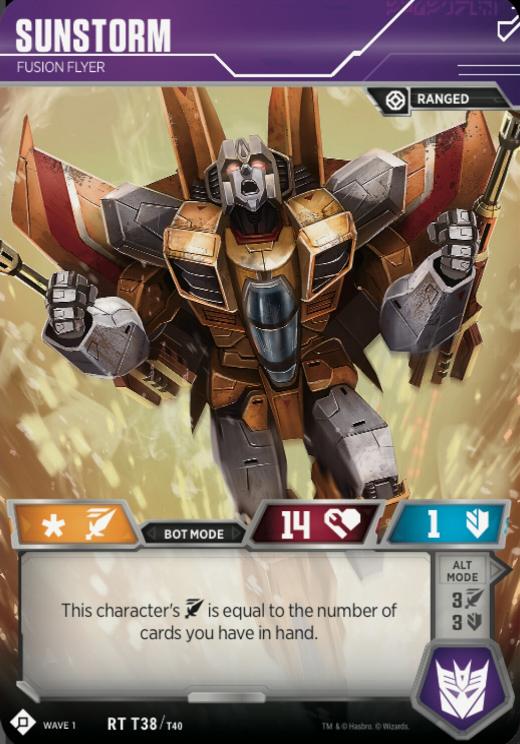 SUNSTORM
FUSION FLYER
RANGED
* BOT MODE 14 1
ALT
MODE
3
3
This character's is equal to the number of
cards you have in hand.
WAVE 1 RT T38/T40 TM & © Hasbro. © Wizards.